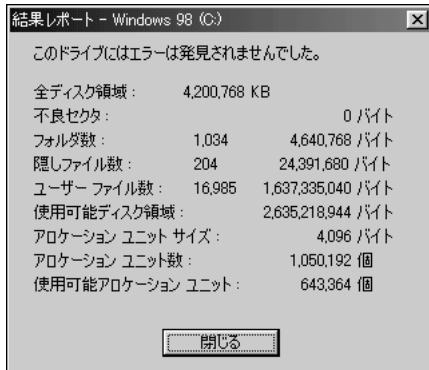 結果レポート - Windows 98 (C:)
このドライブにはエラーは発見されませんでした。
全ディスク領域： 4,200,768 KB
不良セクタ： 0 バイト
フォルダ数： 1,034 4,640,768 バイト
隠しファイル数： 204 24,391,680 バイト
ユーザー ファイル数： 16,985 1,637,335,040 バイト
使用可能ディスク領域： 2,635,218,944 バイト
アロケーション ユニット サイズ： 4,096 バイト
アロケーション ユニット数： 1,050,192 個
使用可能アロケーション ユニット： 643,364 個
閉じる